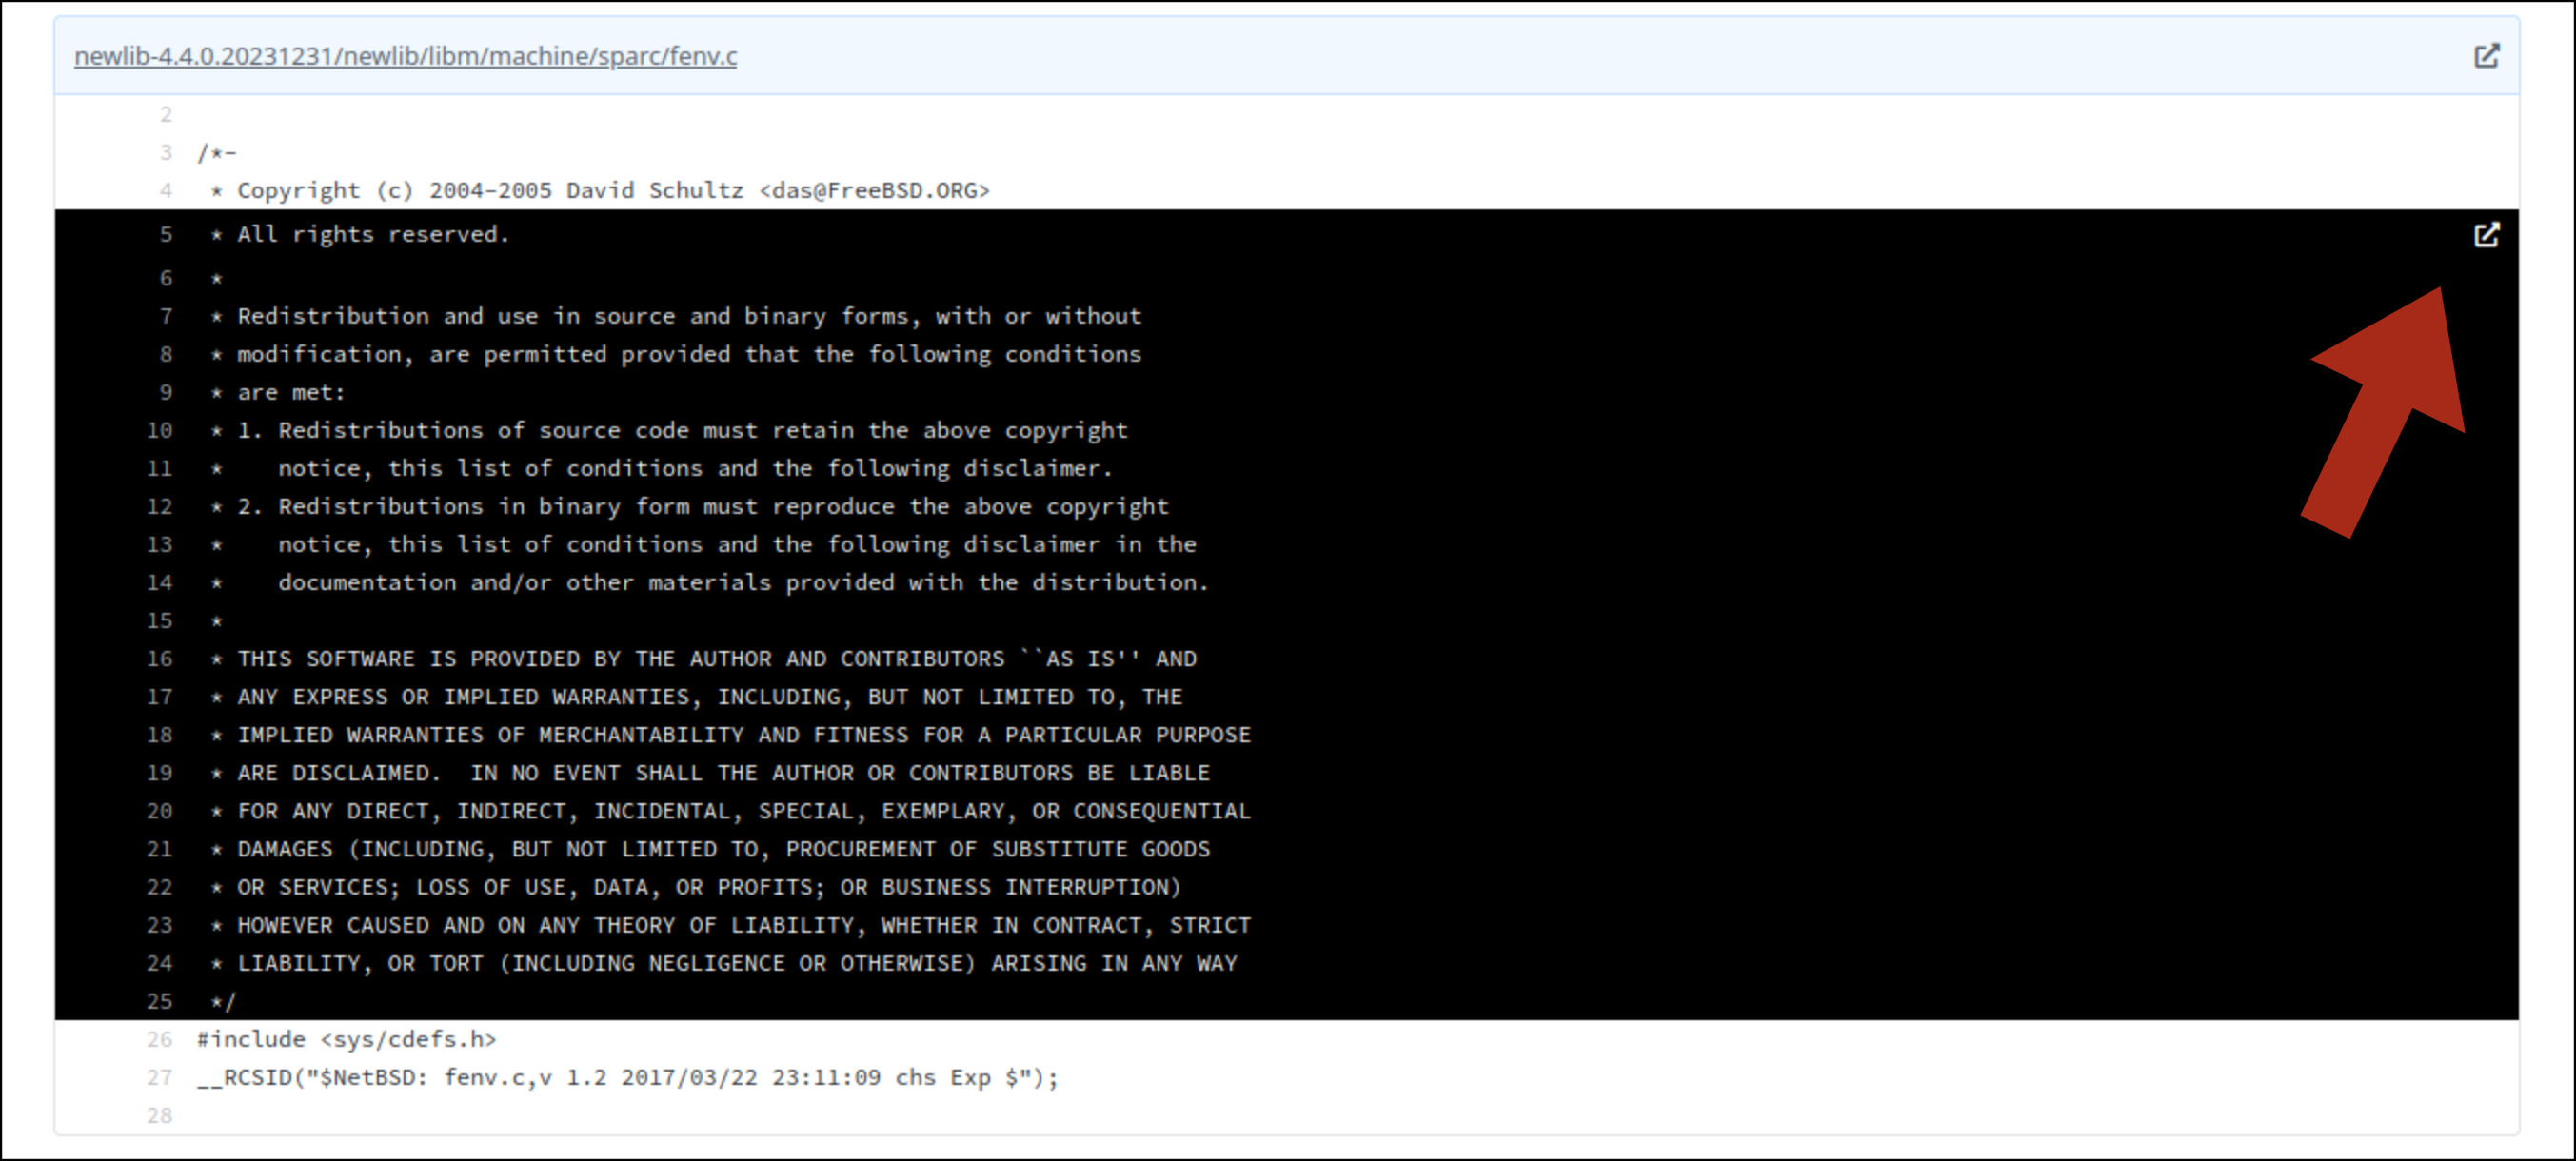 newlib-4.4.0.20231231/newlib/libm/machine/sparc/fenv.c
2
3 /*-
4  * Copyright (c) 2004-2005 David Schultz <das@FreeBSD.ORG>
5  * All rights reserved.
6  *
7  * Redistribution and use in source and binary forms, with or without
8  * modification, are permitted provided that the following conditions
9  * are met:
10  * 1. Redistributions of source code must retain the above copyright
11  *    notice, this list of conditions and the following disclaimer.
12  * 2. Redistributions in binary form must reproduce the above copyright
13  *    notice, this list of conditions and the following disclaimer in the
14  *    documentation and/or other materials provided with the distribution.
15  *
16  * THIS SOFTWARE IS PROVIDED BY THE AUTHOR AND CONTRIBUTORS ``AS IS'' AND
17  * ANY EXPRESS OR IMPLIED WARRANTIES, INCLUDING, BUT NOT LIMITED TO, THE
18  * IMPLIED WARRANTIES OF MERCHANTABILITY AND FITNESS FOR A PARTICULAR PURPOSE
19  * ARE DISCLAIMED.  IN NO EVENT SHALL THE AUTHOR OR CONTRIBUTORS BE LIABLE
20  * FOR ANY DIRECT, INDIRECT, INCIDENTAL, SPECIAL, EXEMPLARY, OR CONSEQUENTIAL
21  * DAMAGES (INCLUDING, BUT NOT LIMITED TO, PROCUREMENT OF SUBSTITUTE GOODS
22  * OR SERVICES; LOSS OF USE, DATA, OR PROFITS; OR BUSINESS INTERRUPTION)
23  * HOWEVER CAUSED AND ON ANY THEORY OF LIABILITY, WHETHER IN CONTRACT, STRICT
24  * LIABILITY, OR TORT (INCLUDING NEGLIGENCE OR OTHERWISE) ARISING IN ANY WAY
25  */
26 #include <sys/cdefs.h>
27 __RCSID("$NetBSD: fenv.c,v 1.2 2017/03/22 23:11:09 chs Exp $");
28